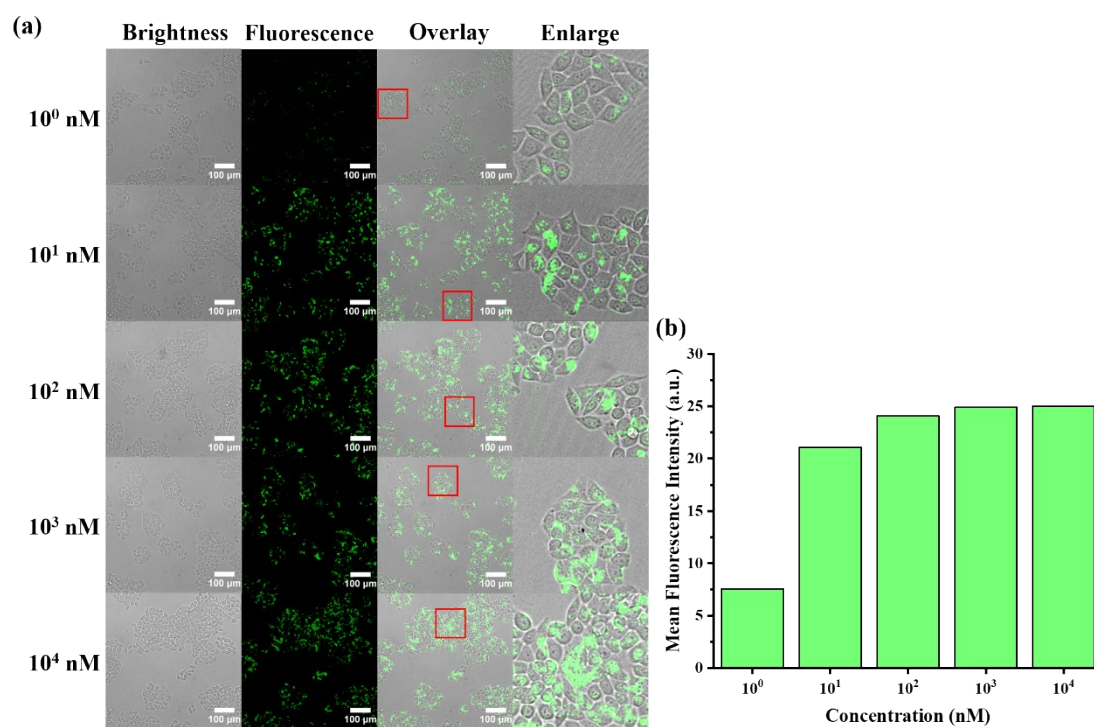 (a)
Brightness Fluorescence Overlay Enlarge
10⁰ nM
100 μm 100 μm 100 μm
10¹ nM
100 μm 100 μm 100 μm
10² nM
100 μm 100 μm 100 μm
10³ nM
100 μm 100 μm 100 μm
10⁴ nM
100 μm 100 μm 100 μm
(b)
Mean Fluorescence Intensity (a.u.)
30
25
20
15
10
5
0
10⁰ 10¹ 10² 10³ 10⁴
Concentration (nM)